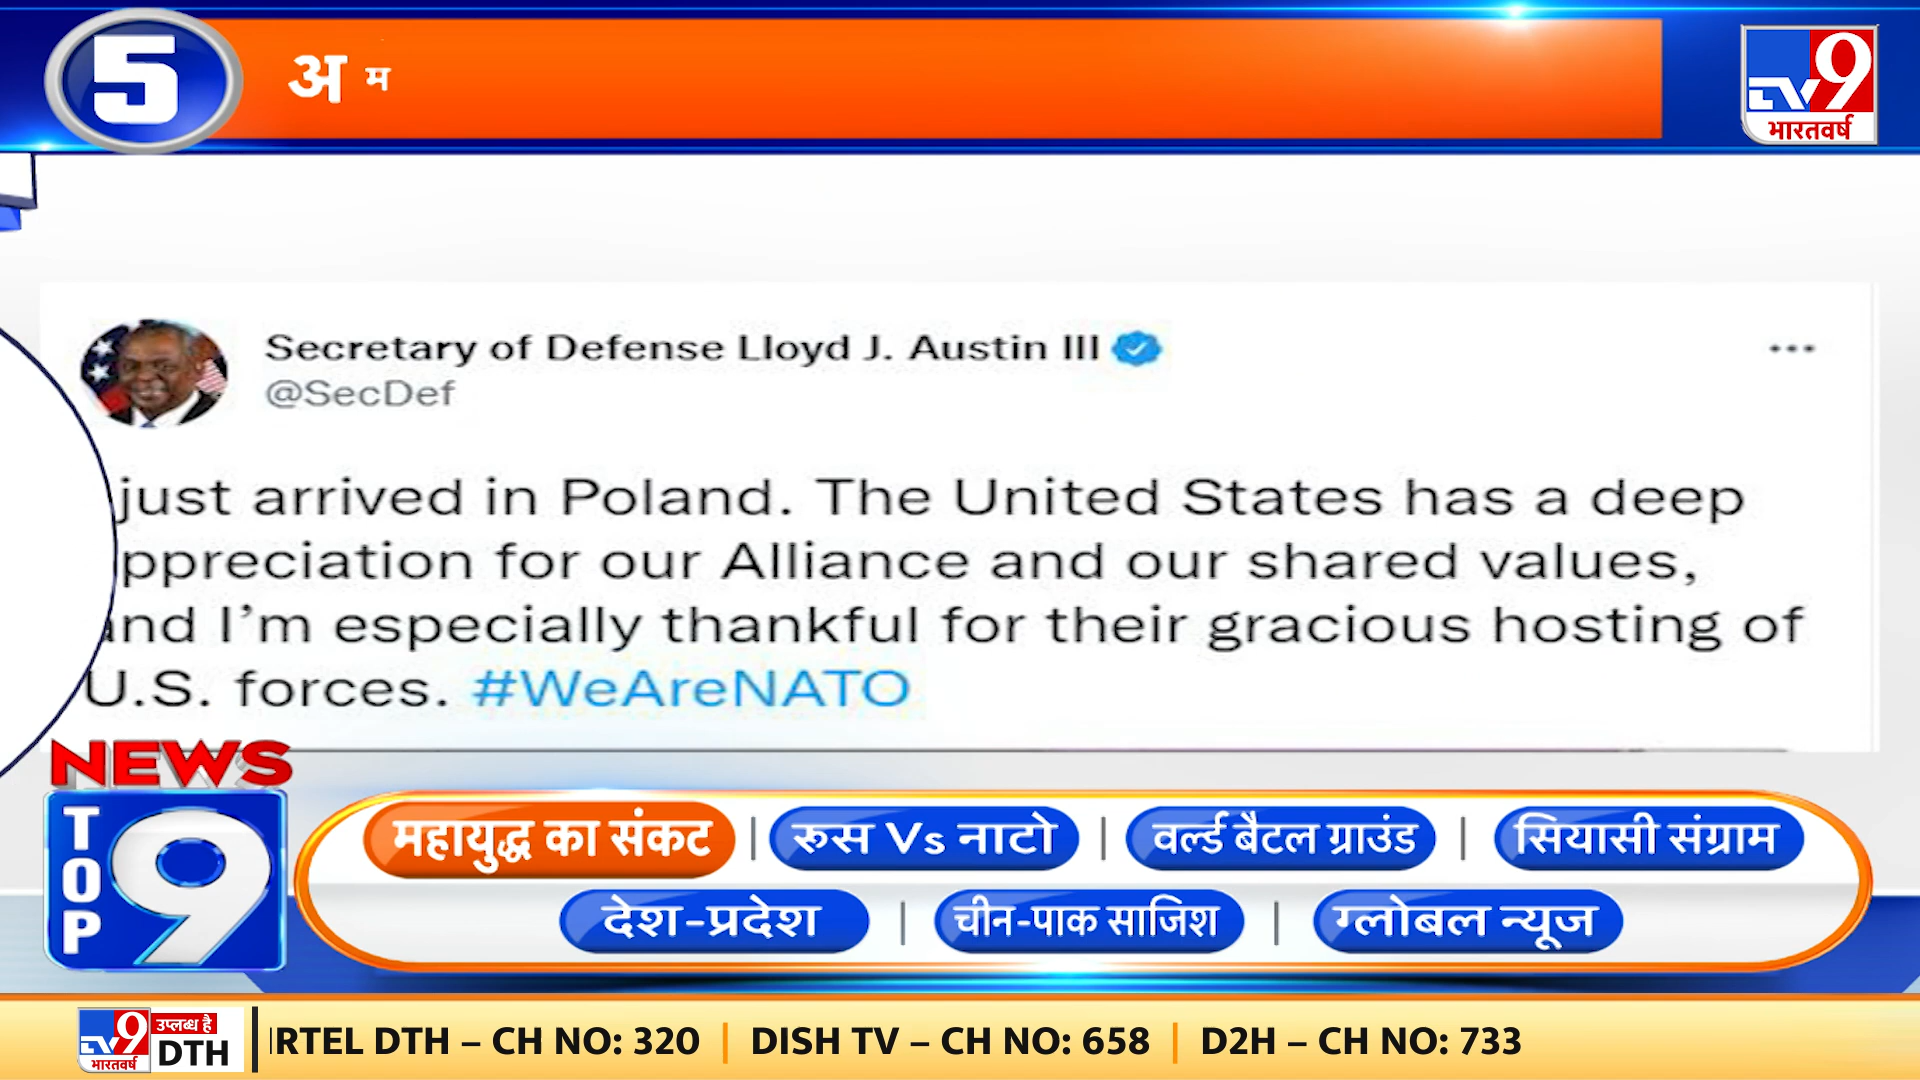 5
अ म
TV9
भारतवर्ष
Secretary of Defense Lloyd J. Austin III
@SecDef
just arrived in Poland. The United States has a deep
ppreciation for our Alliance and our shared values,
and I’m especially thankful for their gracious hosting of
U.S. forces. #WeAreNATO
NEWS
TOP 9
महायुद्ध का संकट | रूस Vs नाटो | वर्ल्ड बैटल ग्राउंड | सियासी संग्राम
देश-प्रदेश | चीन-पाक साजिश | ग्लोबल न्यूज
TV9 भारतवर्ष उपलब्ध है DTH
IRTEL DTH – CH NO: 320 | DISH TV – CH NO: 658 | D2H – CH NO: 733